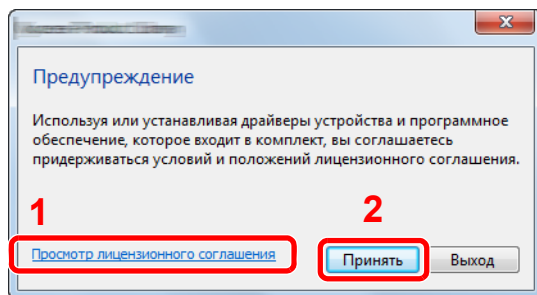 Предупреждение
Используя или устанавливая драйверы устройства и программное
обеспечение, которое входит в комплект, вы соглашаетесь
придерживаться условий и положений лицензионного соглашения.
1
2
Просмотр лицензионного соглашения
Принять
Выход